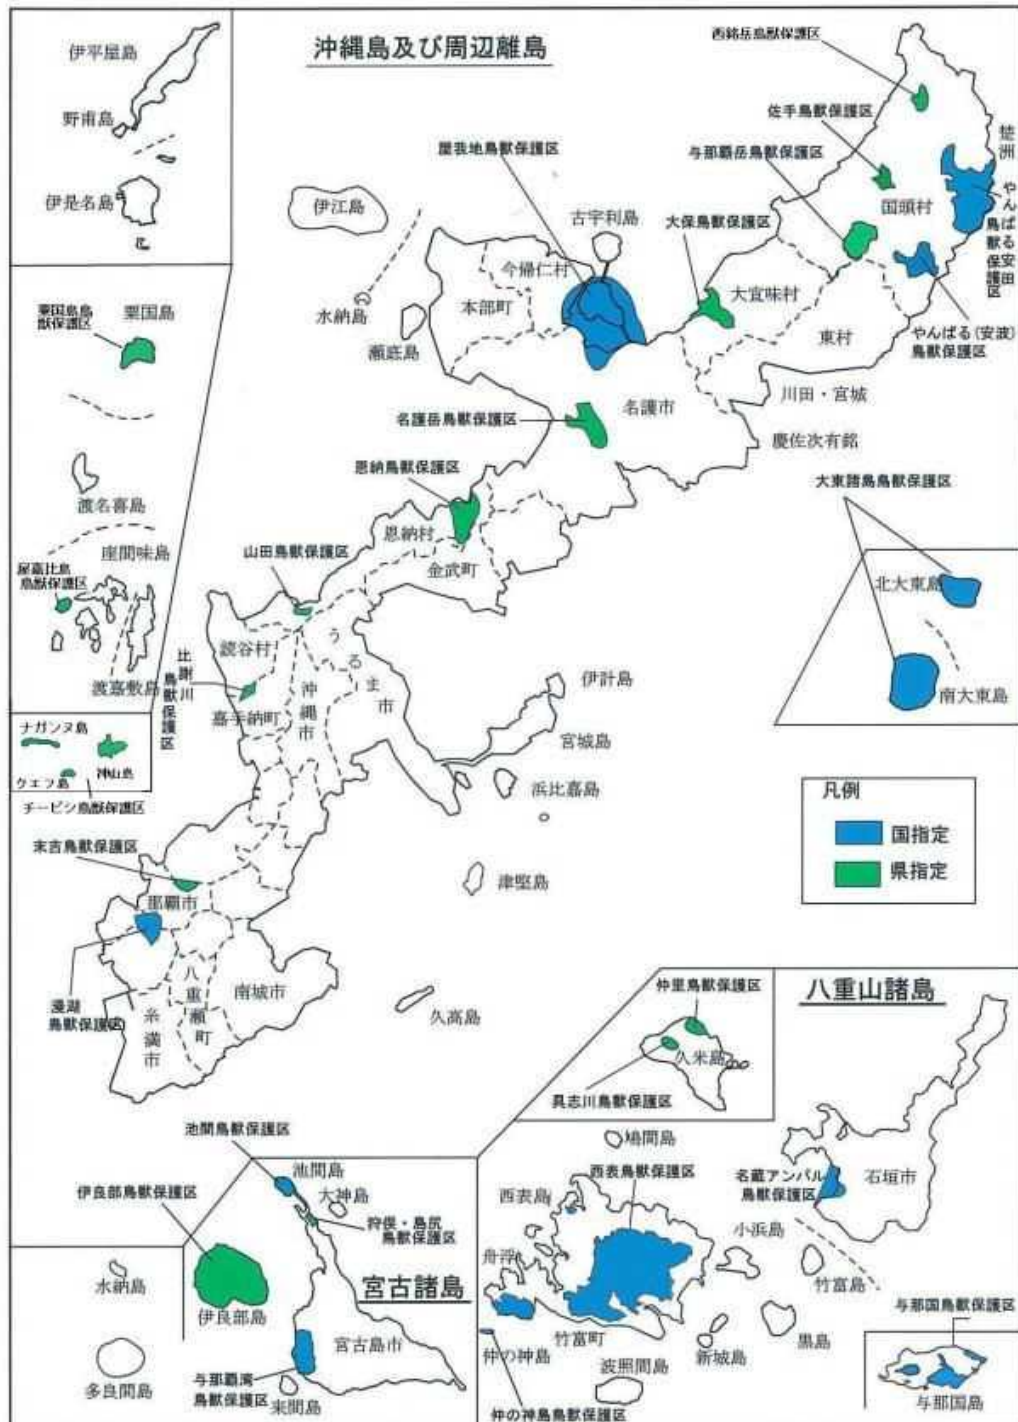 沖縄島及び周辺離島
伊平屋島
野甫島
伊是名島
西銘岳鳥獣保護区
佐手鳥獣保護区
与那覇岳鳥獣保護区
屋我地鳥獣保護区
大保鳥獣保護区
楚洲
やんばる安田
鳥獣保護区
国頭村
やんばる(安波)
鳥獣保護区
伊江島
古宇利島
今帰仁村
本部町
水納島
瀬底島
大宜味村
東村
川田・宮城
慶佐次有銘
名護市
名護岳鳥獣保護区
恩納鳥獣保護区
恩納村
金武町
山田鳥獣保護区
粟国島鳥
獣保護区
粟国島
渡名喜島
座間味島
屋嘉比島
鳥獣保護区
渡嘉敷島
ナガンヌ島
クエフ島
神山島
チービシ鳥獣保護区
読谷村
比謝川
鳥獣保護区
嘉手納町
沖縄市
うるま市
伊計島
宮城島
浜比嘉島
津堅島
久高島
大東諸島鳥獣保護区
北大東島
南大東島
凡例
国指定
県指定
末吉鳥獣保護区
那覇市
漫湖
鳥獣保護区
糸満市
八重瀬町
南城市
仲里鳥獣保護区
久米島
具志川鳥獣保護区
八重山諸島
池間鳥獣保護区
池間島
大神島
伊良部鳥獣保護区
狩俣・島尻
鳥獣保護区
伊良部島
宮古諸島
宮古島市
与那覇湾
鳥獣保護区
来間島
水納島
多良間島
鳩間島
西表鳥獣保護区
西表島
舟浮
竹富町
仲の神島
仲の神島鳥獣保護区
波照間島
新城島
黒島
小浜島
竹富島
名蔵アンパル
鳥獣保護区
石垣市
与那国鳥獣保護区
与那国島